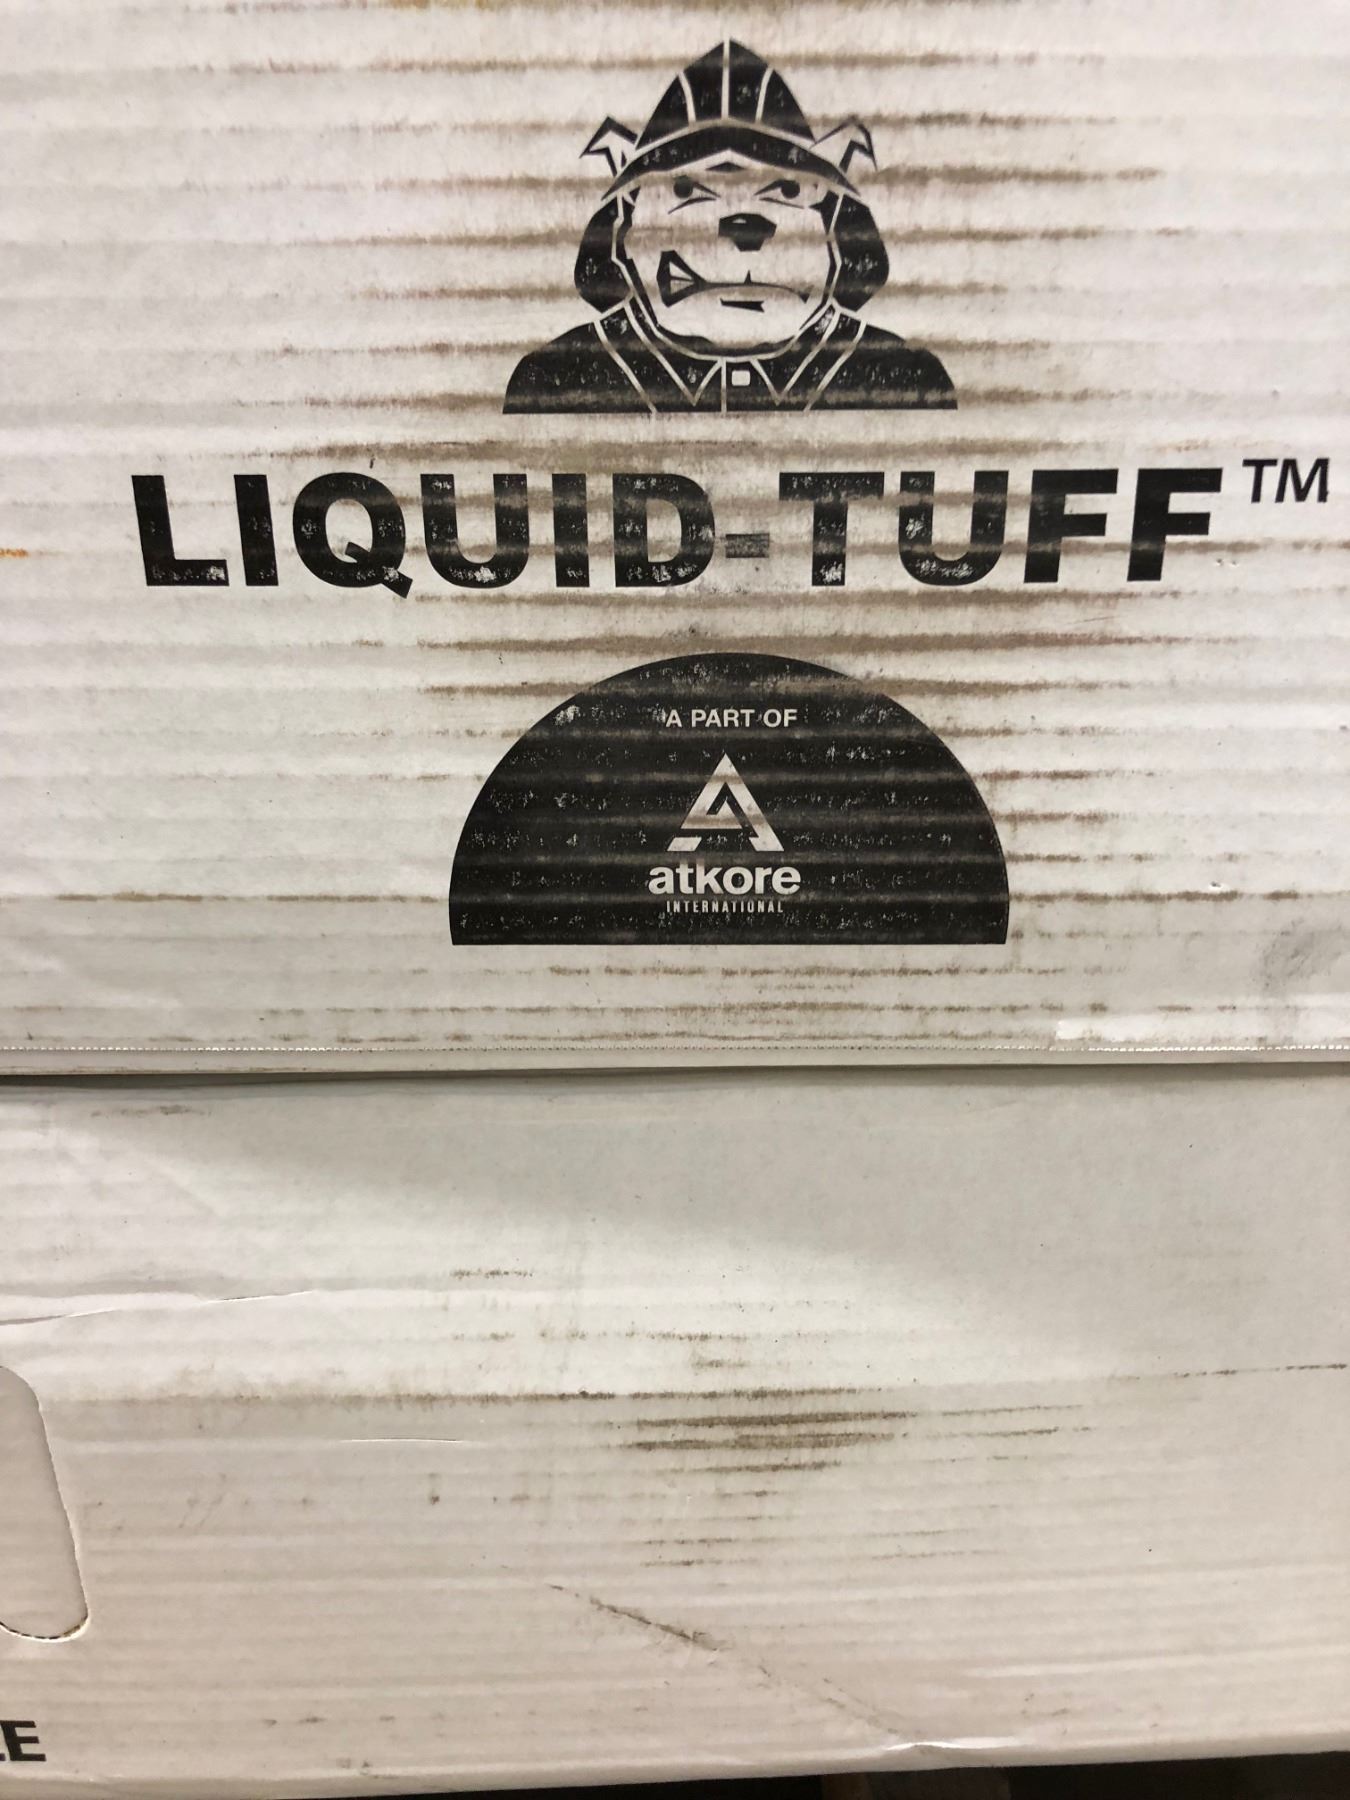 LIQUID-TUFF™
A PART OF
atkore
INTERNATIONAL